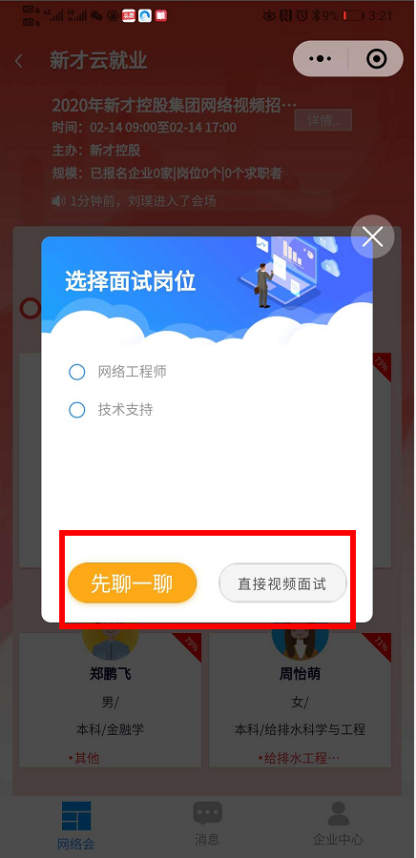 9% 3:21
新才云就业
2020年新才控股集团网络视频招…
时间：02-14 09:00至02-14 17:00
详情..
主办：新才控股
规模：已报名企业0家|岗位0个|0个求职者
1分钟前，刘璞进入了会场
选择面试岗位
网络工程师
73%
技术支持
先聊一聊
直接视频面试
79%
71%
郑鹏飞
周怡萌
男/
女/
本科/金融学
本科/给排水科学与工程
•其他
•给排水工程…
网络会
消息
企业中心